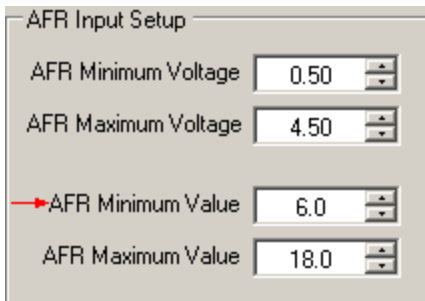 AFR Input Setup
AFR Minimum Voltage 0.50
AFR Maximum Voltage 4.50
AFR Minimum Value 6.0
AFR Maximum Value 18.0